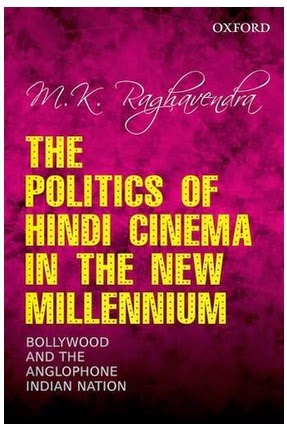 OXFORD
M.K. Raghavendra
THE
POLITICS OF
HINDI CINEMA
IN THE NEW
MILLENNIUM
BOLLYWOOD
AND THE
ANGLOPHONE
INDIAN NATION